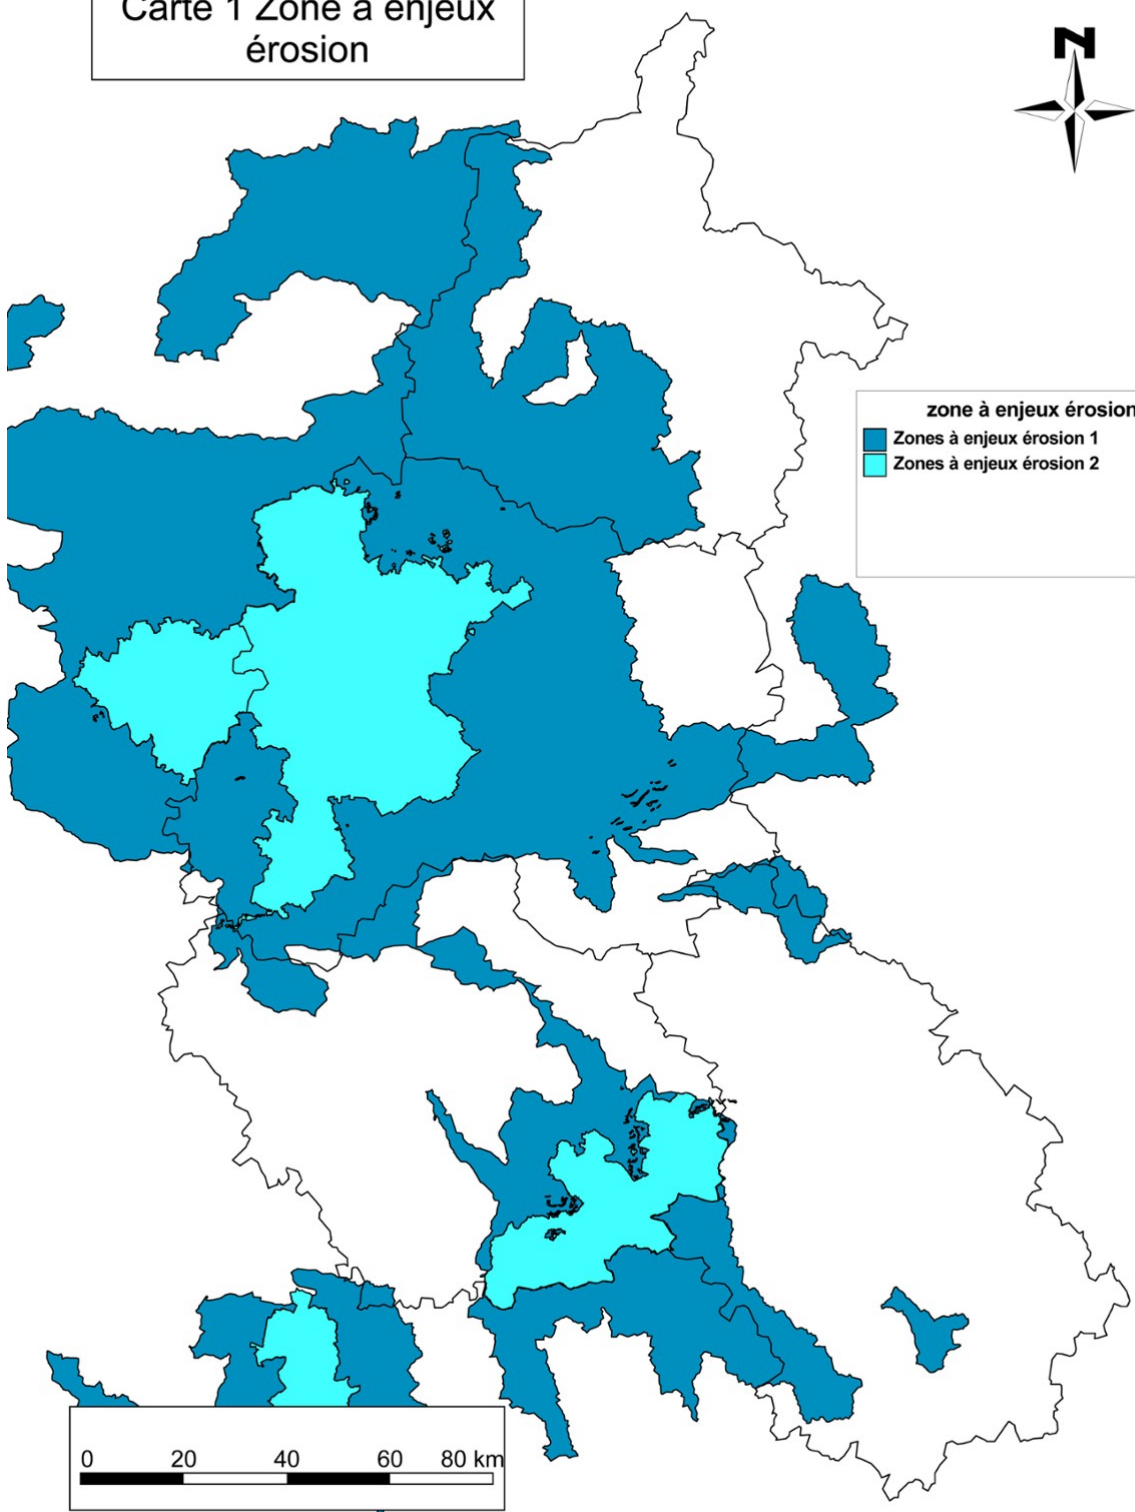 Carte 1 Zone à enjeux
érosion
N
zone à enjeux érosion
Zones à enjeux érosion 1
Zones à enjeux érosion 2
0 20 40 60 80 km